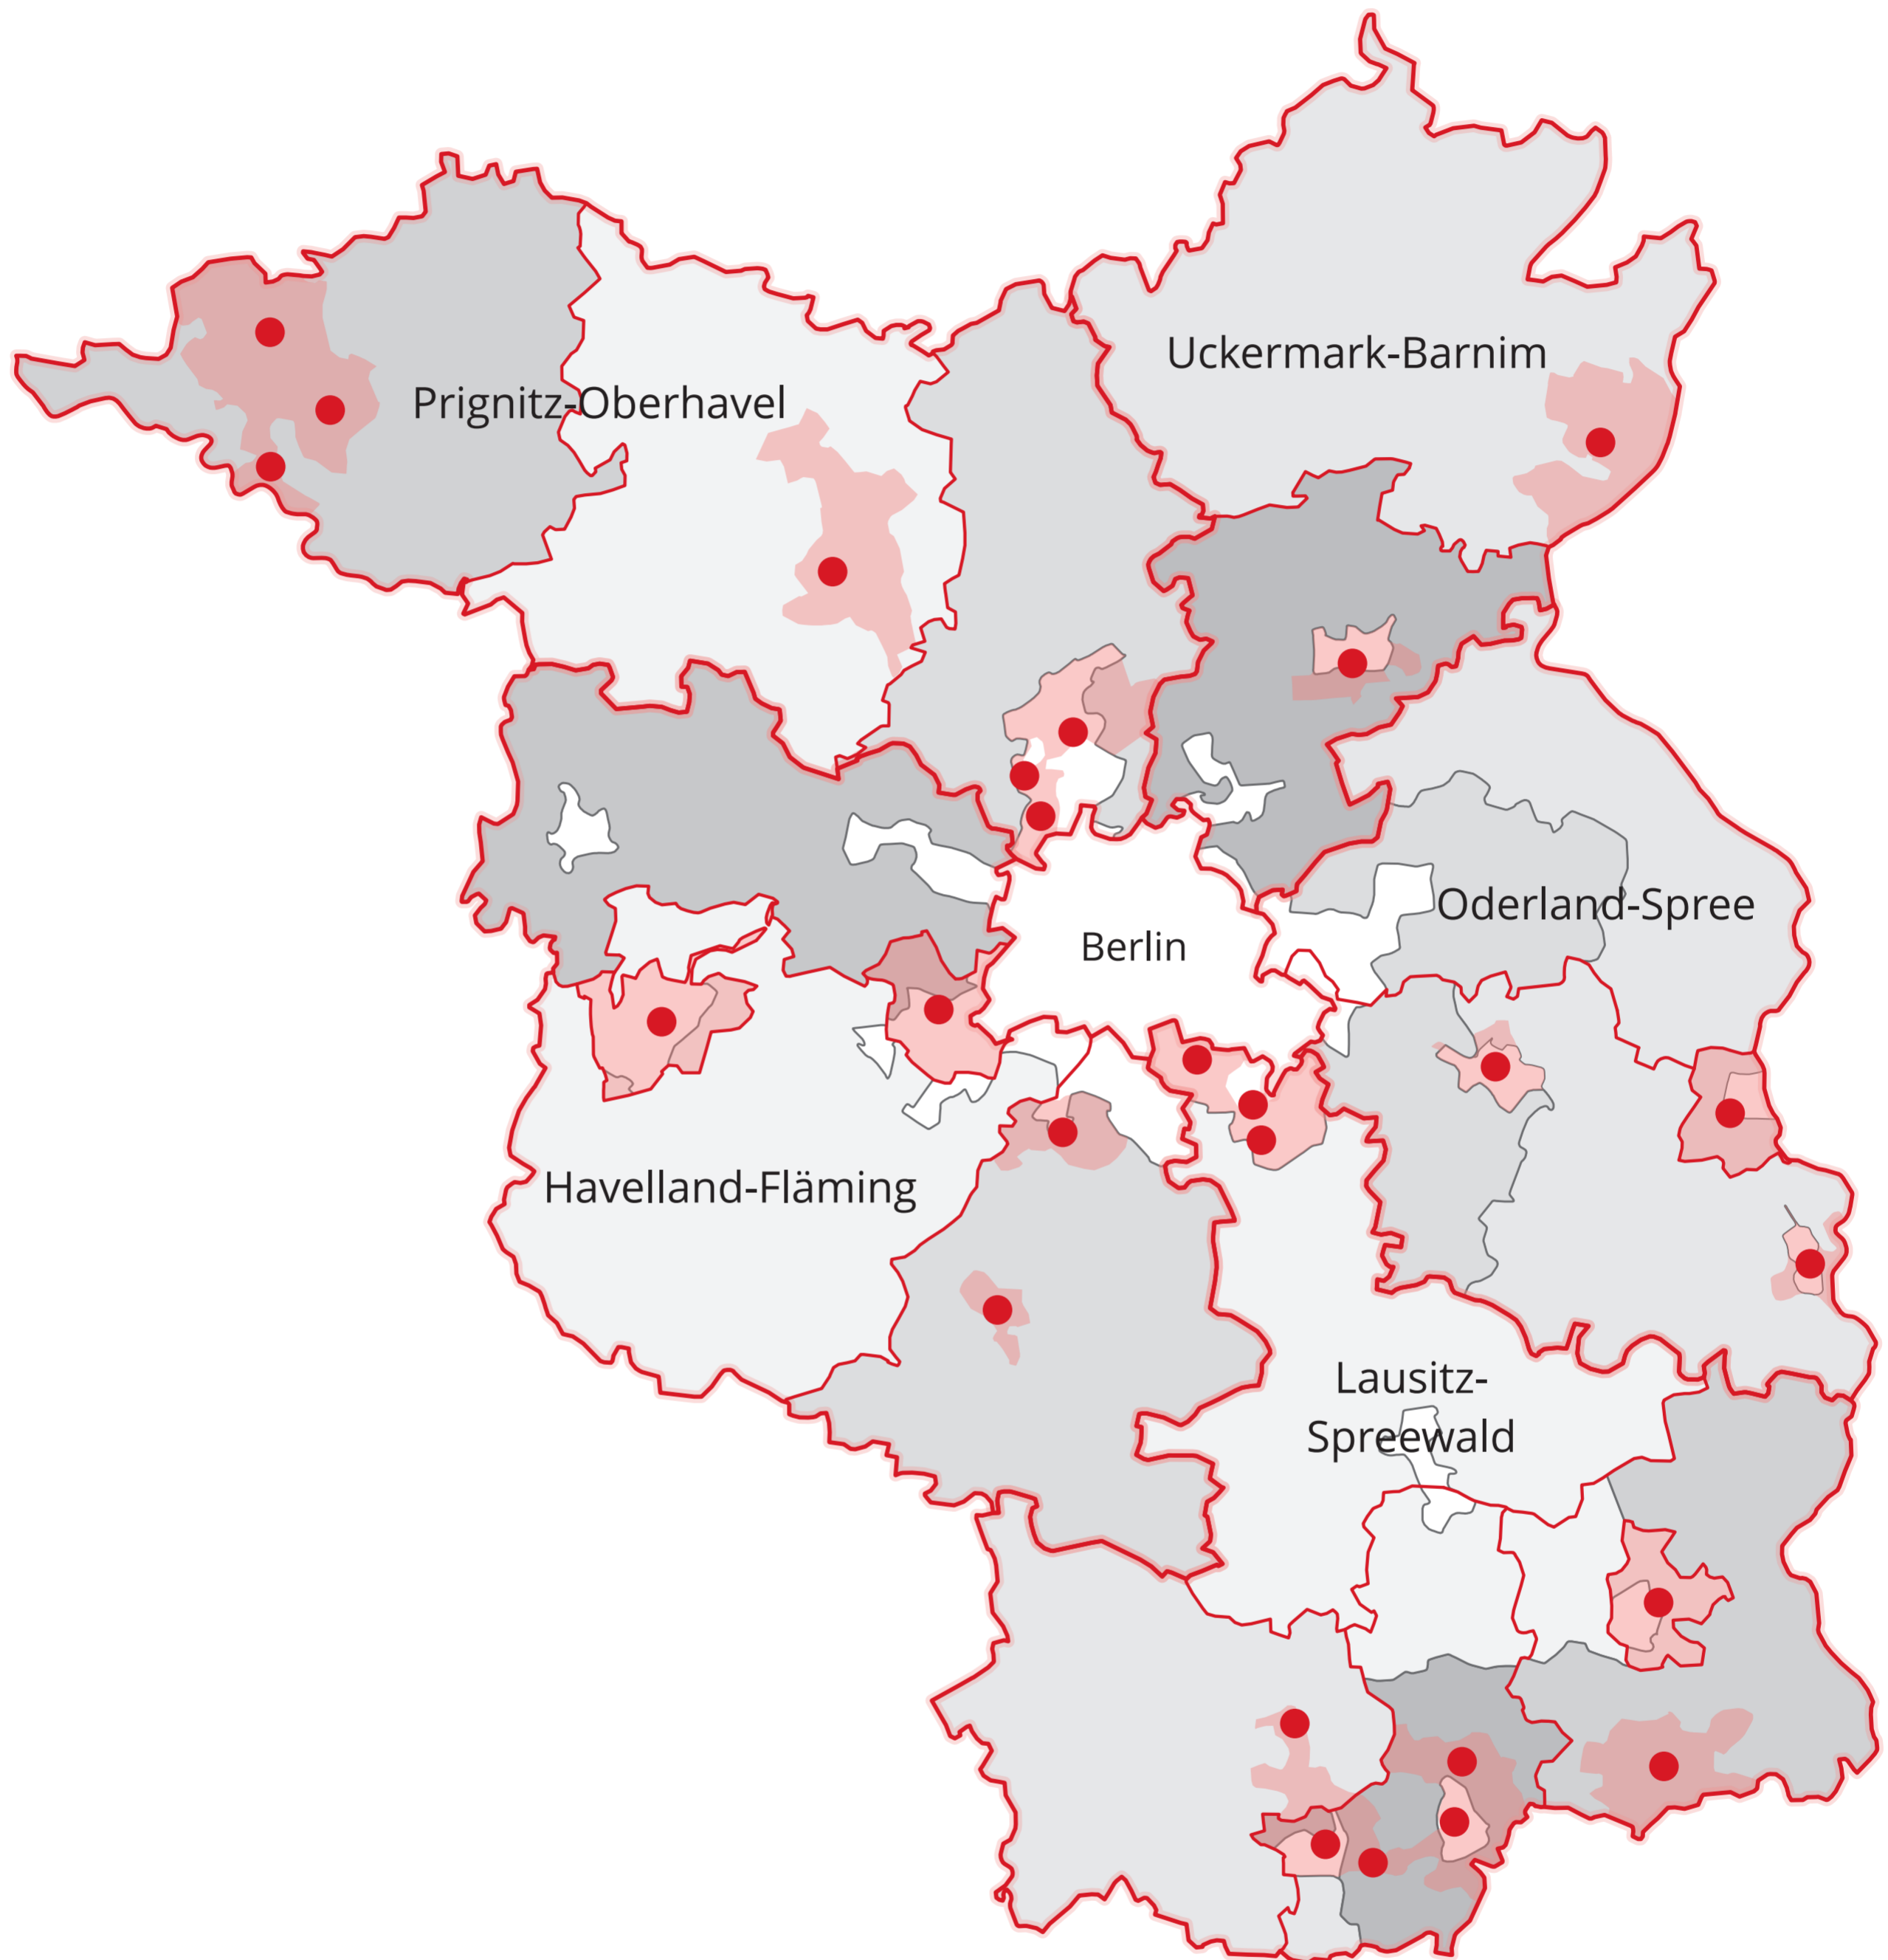 Uckermark-Barnim
Prignitz-Oberhavel
Oderland-Spree
Berlin
Havelland-Fläming
Lausitz-
Spreewald